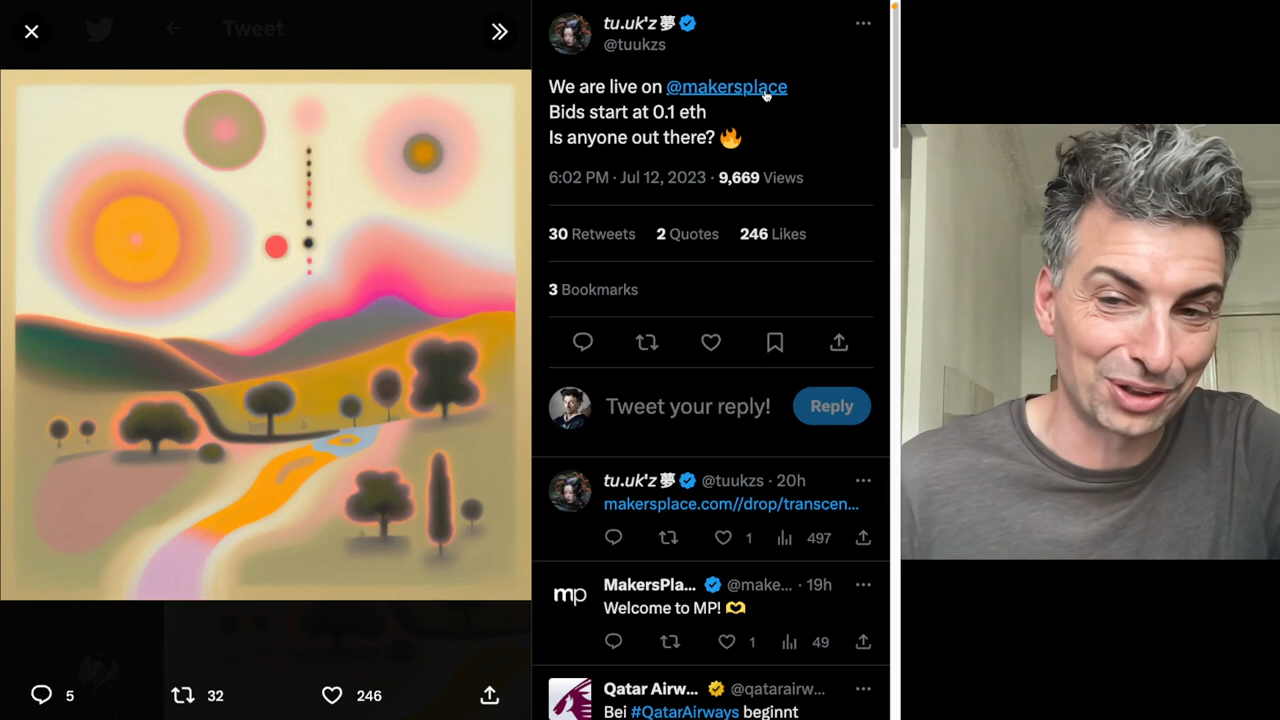 Tweet
tu.uk'z 夢
@tuukzs
We are live on @makersplace
Bids start at 0.1 eth
Is anyone out there? 🔥
6:02 PM · Jul 12, 2023 · 9,669 Views
30 Retweets 2 Quotes 246 Likes
3 Bookmarks
Tweet your reply! Reply
tu.uk'z 夢 @tuukzs · 20h
makersplace.com//drop/transcen...
1 497
mp MakersPla... @make... · 19h
Welcome to MP! 🫶
1 49
Qatar Airw... @qatarairw...
Bei #QatarAirways beginnt
5 32 246